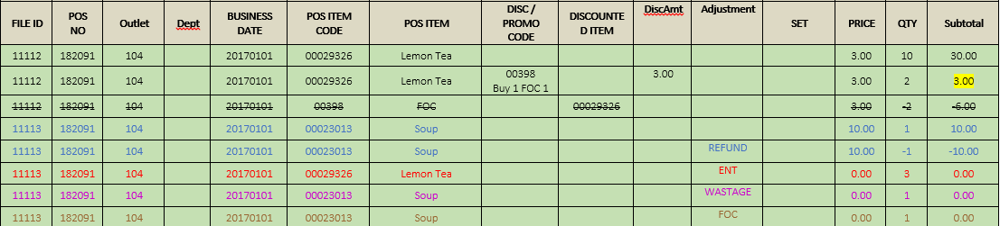 FILE ID POS NO Outlet Dept BUSINESS DATE POS ITEM CODE POS ITEM DISC / PROMO CODE DISCOUNTE D ITEM DiscAmt Adjustment SET PRICE QTY Subtotal
11112 182091 104 20170101 00029326 Lemon Tea 3.00 10 30.00
11112 182091 104 20170101 00029326 Lemon Tea 00398 Buy 1 FOC 1 3.00 3.00 2 3.00
11112 182091 104 20170101 00398 FOC 00029326 3.00 -2 -6.00
11113 182091 104 20170101 00023013 Soup 10.00 1 10.00
11113 182091 104 20170101 00023013 Soup REFUND 10.00 -1 -10.00
11113 182091 104 20170101 00029326 Lemon Tea ENT 0.00 3 0.00
11113 182091 104 20170101 00023013 Soup WASTAGE 0.00 1 0.00
11113 182091 104 20170101 00023013 Soup FOC 0.00 1 0.00